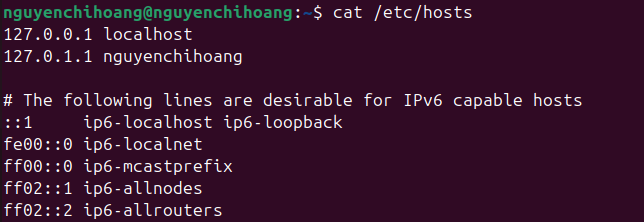 nguyenchihoang@nguyenchihoang:~$ cat /etc/hosts
127.0.0.1 localhost
127.0.1.1 nguyenchihoang
# The following lines are desirable for IPv6 capable hosts
::1     ip6-localhost ip6-loopback
fe00::0 ip6-localnet
ff00::0 ip6-mcastprefix
ff02::1 ip6-allnodes
ff02::2 ip6-allrouters